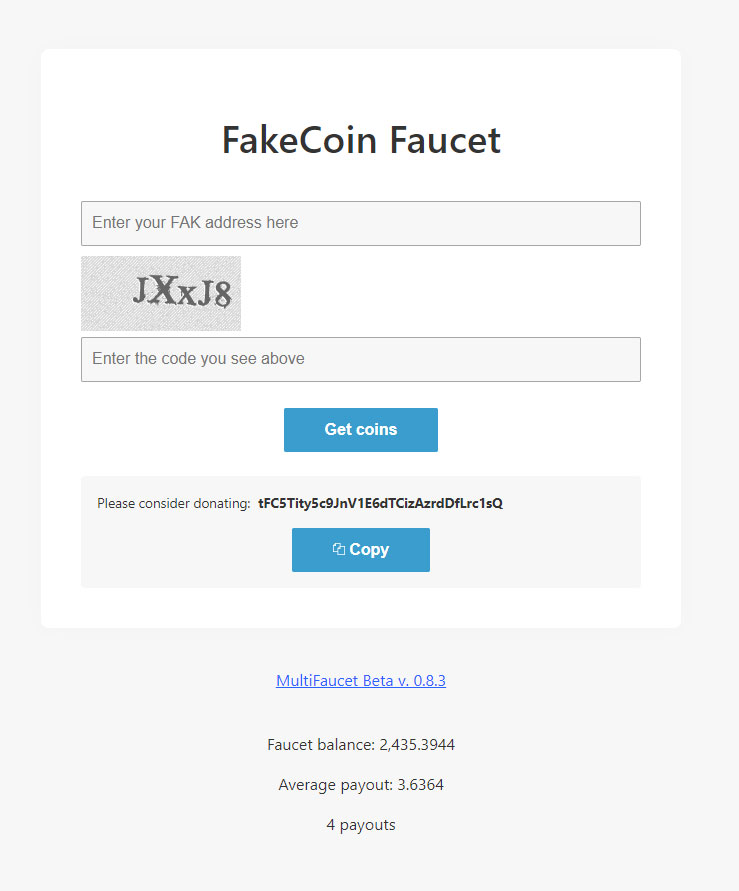 FakeCoin Faucet
Enter your FAK address here
JXxJ8
Enter the code you see above
Get coins
Please consider donating: tFC5Tity5c9JnV1E6dTCizAzrdDfLrc1sQ
Copy
MultiFaucet Beta v. 0.8.3
Faucet balance: 2,435.3944
Average payout: 3.6364
4 payouts